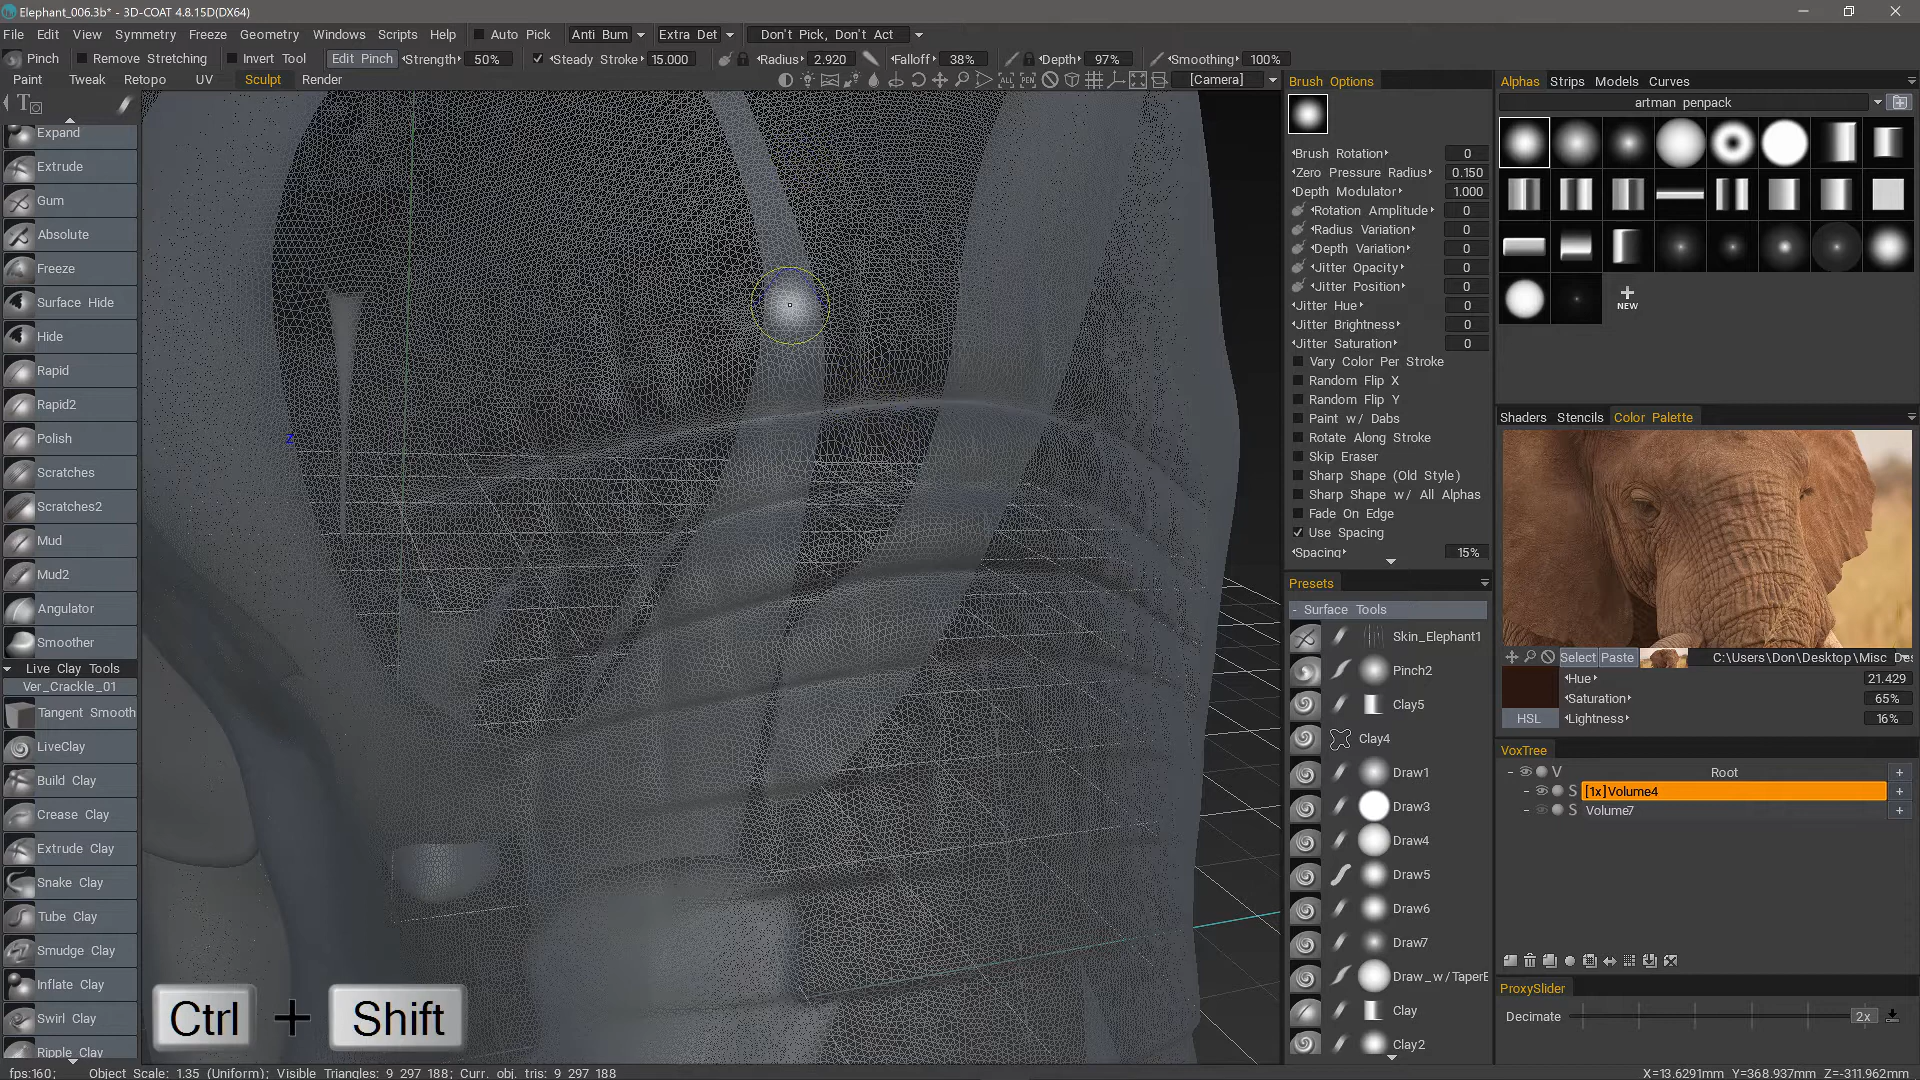 Elephant_006.3b* - 3D-COAT 4.8.15D(DX64)
File Edit View Symmetry Freeze Geometry Windows Scripts Help Auto Pick Anti Bum Extra Det Don't Pick, Don't Act
Pinch Remove Stretching Invert Tool Edit Pinch Strength 50% Steady Stroke 15.000 Radius 2.920 Falloff 38% Depth 97% Smoothing 100%
Paint Tweak Retopo UV Sculpt Render [Camera]
Expand
Extrude
Gum
Absolute
Freeze
Surface Hide
Hide
Rapid
Rapid2
Polish
Scratches
Scratches2
Mud
Mud2
Angulator
Smoother
Live Clay Tools
Ver_Crackle_01
Tangent Smooth
LiveClay
Build Clay
Crease Clay
Extrude Clay
Snake Clay
Tube Clay
Smudge Clay
Inflate Clay
Swirl Clay
Ripple Clay
Z
Ctrl + Shift
Brush Options
Brush Rotation 0
Zero Pressure Radius 0.150
Depth Modulator 1.000
Rotation Amplitude 0
Radius Variation 0
Depth Variation 0
Jitter Opacity 0
Jitter Position 0
Jitter Hue 0
Jitter Brightness 0
Jitter Saturation 0
Vary Color Per Stroke
Random Flip X
Random Flip Y
Paint w/ Dabs
Rotate Along Stroke
Skip Eraser
Sharp Shape (Old Style)
Sharp Shape w/ All Alphas
Fade On Edge
Use Spacing
Spacing 15%
Presets
- Surface Tools
Skin_Elephant1
Pinch2
Clay5
Clay4
Draw1
Draw3
Draw4
Draw5
Draw6
Draw7
Draw_w/TaperE
Clay
Clay2
Alphas Strips Models Curves
artman penpack
NEW
Shaders Stencils Color Palette
Select Paste C:\Users\Don\Desktop\Misc Des
Hue 21.429
Saturation 65%
HSL Lightness 16%
VoxTree
V Root +
S [1x]Volume4 +
S Volume7 +
ProxySlider
Decimate 2x
fps:160; Object Scale: 1.35 (Uniform); Visible Triangles: 9 297 188; Curr. obj. tris: 9 297 188 X=13.6291mm Y=368.937mm Z=-311.962mm